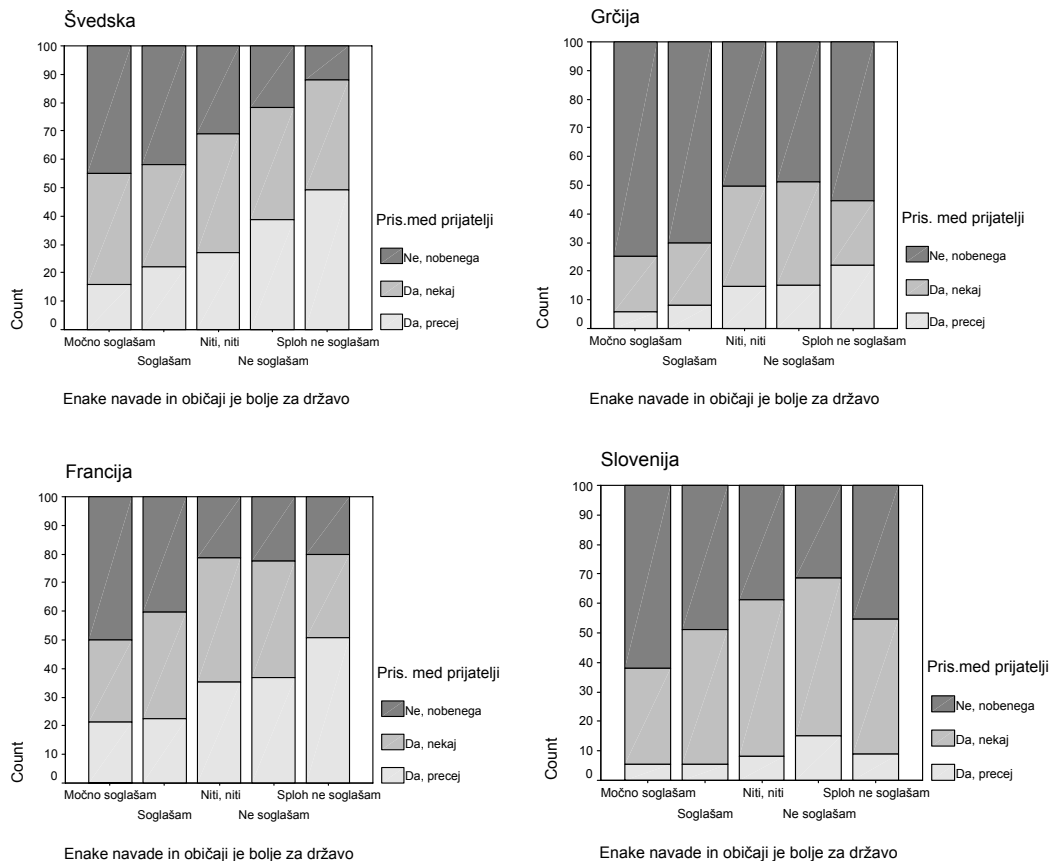 Švedska
100
90
80
70
60
50
40
30
20
10
0
Count
Močno soglašam
Niti, niti
Sploh ne soglašam
Soglašam
Ne soglašam
Pris.med prijatelji
Ne, nobenega
Da, nekaj
Da, precej
Enake navade in običaji je bolje za državo
Grčija
100
90
80
70
60
50
40
30
20
10
0
Count
Močno soglašam
Niti, niti
Sploh ne soglašam
Soglašam
Ne soglašam
Pris. med prijatelji
Ne, nobenega
Da, nekaj
Da, precej
Enake navade in običaji je bolje za državo
Francija
100
90
80
70
60
50
40
30
20
10
0
Count
Močno soglašam
Niti, niti
Sploh ne soglašam
Soglašam
Ne soglašam
Pris. med prijatelji
Ne, nobenega
Da, nekaj
Da, precej
Enake navade in običaji je bolje za državo
Slovenija
100
90
80
70
60
50
40
30
20
10
0
Count
Močno soglašam
Niti, niti
Sploh ne soglašam
Soglašam
Ne soglašam
Pris.med prijatelji
Ne, nobenega
Da, nekaj
Da, precej
Enake navade in običaji je bolje za državo